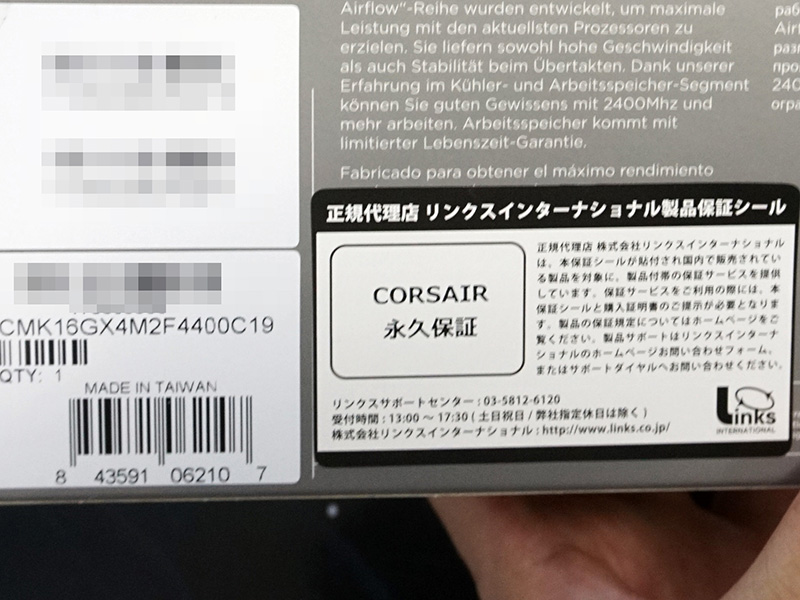 Airflow"-Reihe wurden entwickelt, um maximale
Leistung mit den aktuellsten Prozessoren zu
erzielen. Sie liefern sowohl hohe Geschwindigkeit
als auch Stabilität beim Übertakten. Dank unserer
Erfahrung im Kühler- und Arbeitsspeicher-Segment
können Sie guten Gewissens mit 2400Mhz und
mehr arbeiten. Arbeitsspeicher kommt mit
limitierter Lebenszeit-Garantie.
Fabricado para obtener el máximo rendimiento
раб
Airf
раз
про
240
огра
CMK16GX4M2F4400C19
QTY: 1
MADE IN TAIWAN
8 43591 06210 7
正規代理店 リンクスインターナショナル製品保証シール
CORSAIR
永久保証
正規代理店 株式会社リンクスインターナショナル
は、本保証シールが貼付され国内で販売されてい
る製品を対象に、製品付帯の保証サービスを提供
しています。保証サービスをご利用の際には、本
保証シールと購入証明書のご提示が必要となりま
す。製品の保証規定についてはホームページをご
覧ください。製品サポートはリンクスインターナ
ショナルのホームページお問い合わせフォーム、
またはサポートダイヤルへお問い合わせください。
リンクスサポートセンター : 03-5812-6120
受付時間 : 13:00 ～ 17:30 ( 土日祝日 / 弊社指定休日は除く )
株式会社リンクスインターナショナル : http://www.links.co.jp/
Links
INTERNATIONAL